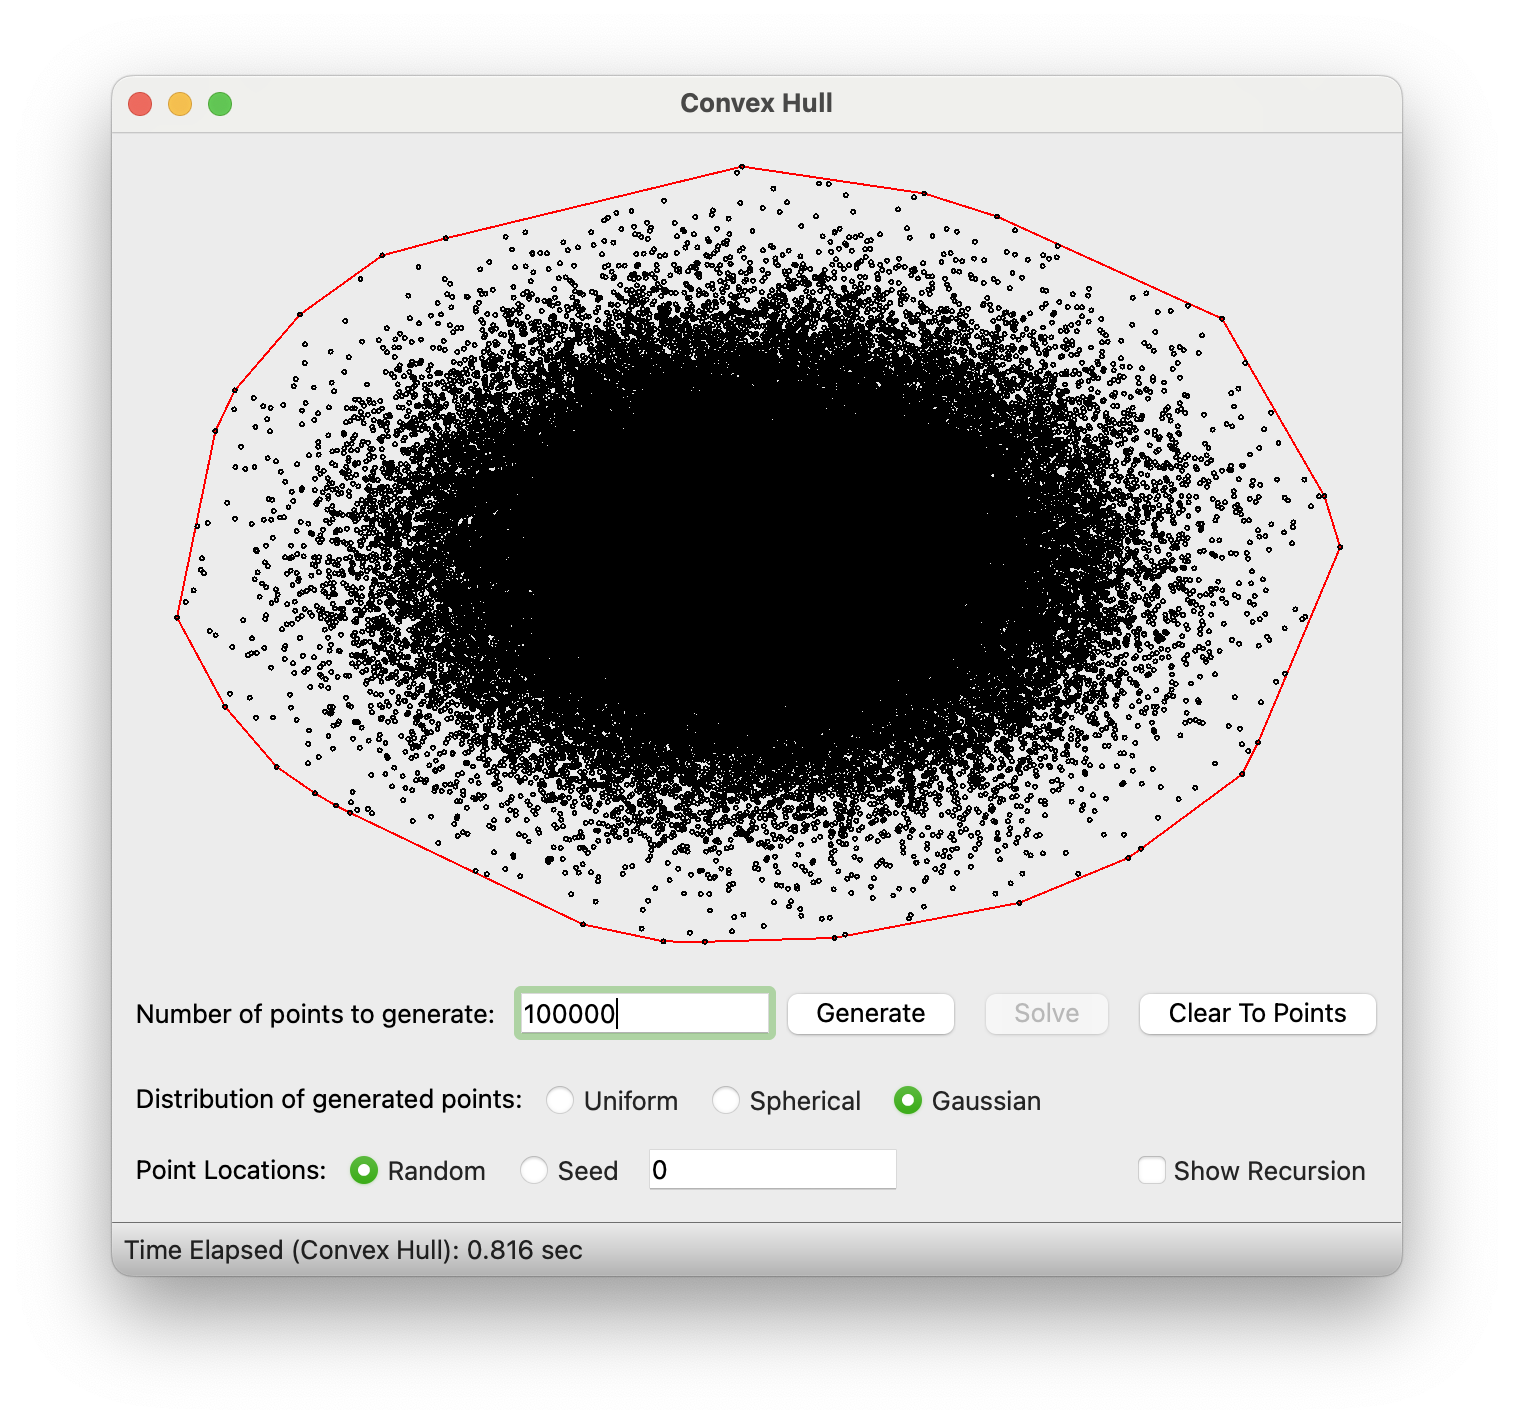 Convex Hull
Number of points to generate: 100000 Generate Solve Clear To Points
Distribution of generated points: Uniform Spherical Gaussian
Point Locations: Random Seed 0 Show Recursion
Time Elapsed (Convex Hull): 0.816 sec